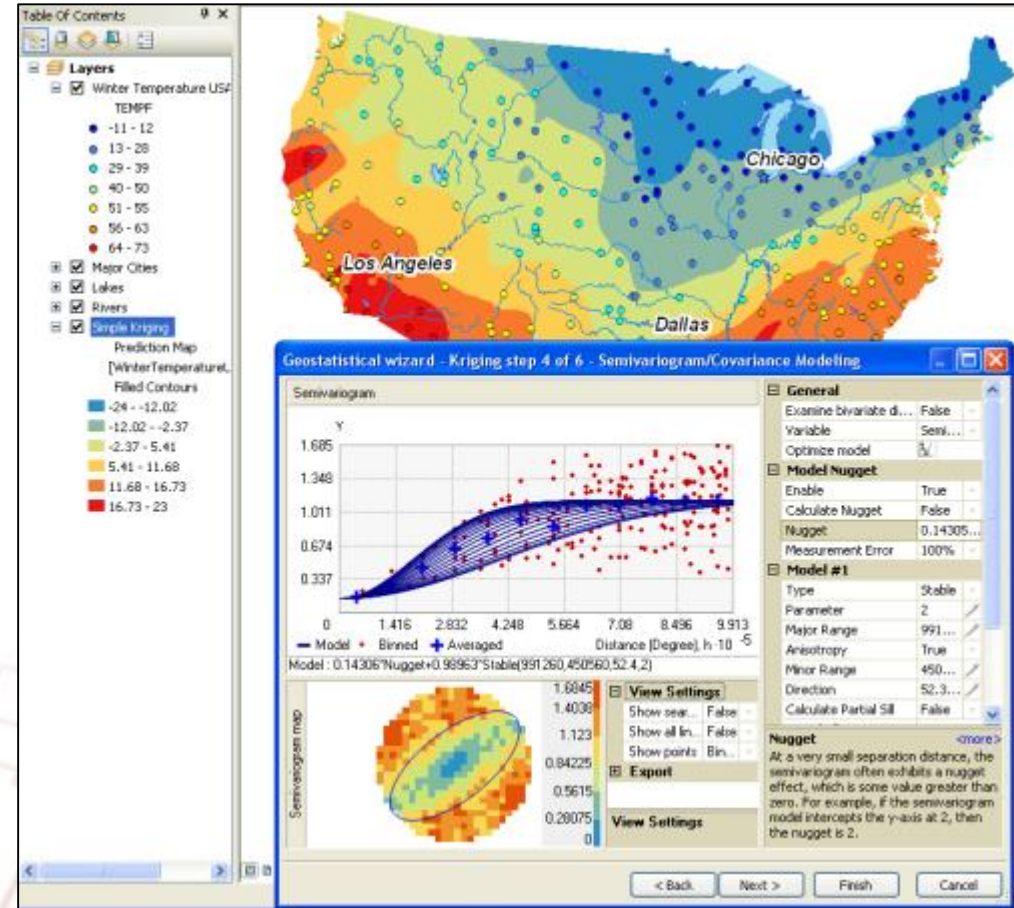 Table Of Contents
Layers
Winter Temperature USA
TEMPF
-11 - 12
13 - 28
29 - 39
40 - 50
51 - 55
56 - 63
64 - 73
Major Cities
Lakes
Rivers
Simple Kriging
Prediction Map
[WinterTemperatureL
Filled Contours
-24 - -12.02
-12.02 - -2.37
-2.37 - 5.41
5.41 - 11.68
11.68 - 16.73
16.73 - 23
Chicago
Los Angeles
Dallas
Geostatistical wizard - Kriging step 4 of 6 - Semivariogram/Covariance Modeling
Semivariogram
γ
1.685
1.348
1.011
0.674
0.337
0 1.416 2.832 4.248 5.664 7.08 8.496 9.913
Model Binned Averaged Distance (Degree), h ·10 -5
Model : 0.14306*Nugget+0.98963*Stable(991260,450560,52.4,2)
Semivariogram map
1.6845
1.4038
1.123
0.84225
0.5615
0.28075
0
View Settings
Show sear... False
Show all lin... False
Show points Bin...
Export
View Settings
General
Examine bivariate di... False
Variable Semi...
Optimize model
Model Nugget
Enable True
Calculate Nugget False
Nugget 0.14305...
Measurement Error 100%
Model #1
Type Stable
Parameter 2
Major Range 991...
Anisotropy True
Minor Range 450...
Direction 52.3...
Calculate Partial Sill False
Nugget <more>
At a very small separation distance, the
semivariogram often exhibits a nugget
effect, which is some value greater than
zero. For example, if the semivariogram
model intercepts the y-axis at 2, then
the nugget is 2.
< Back Next > Finish Cancel